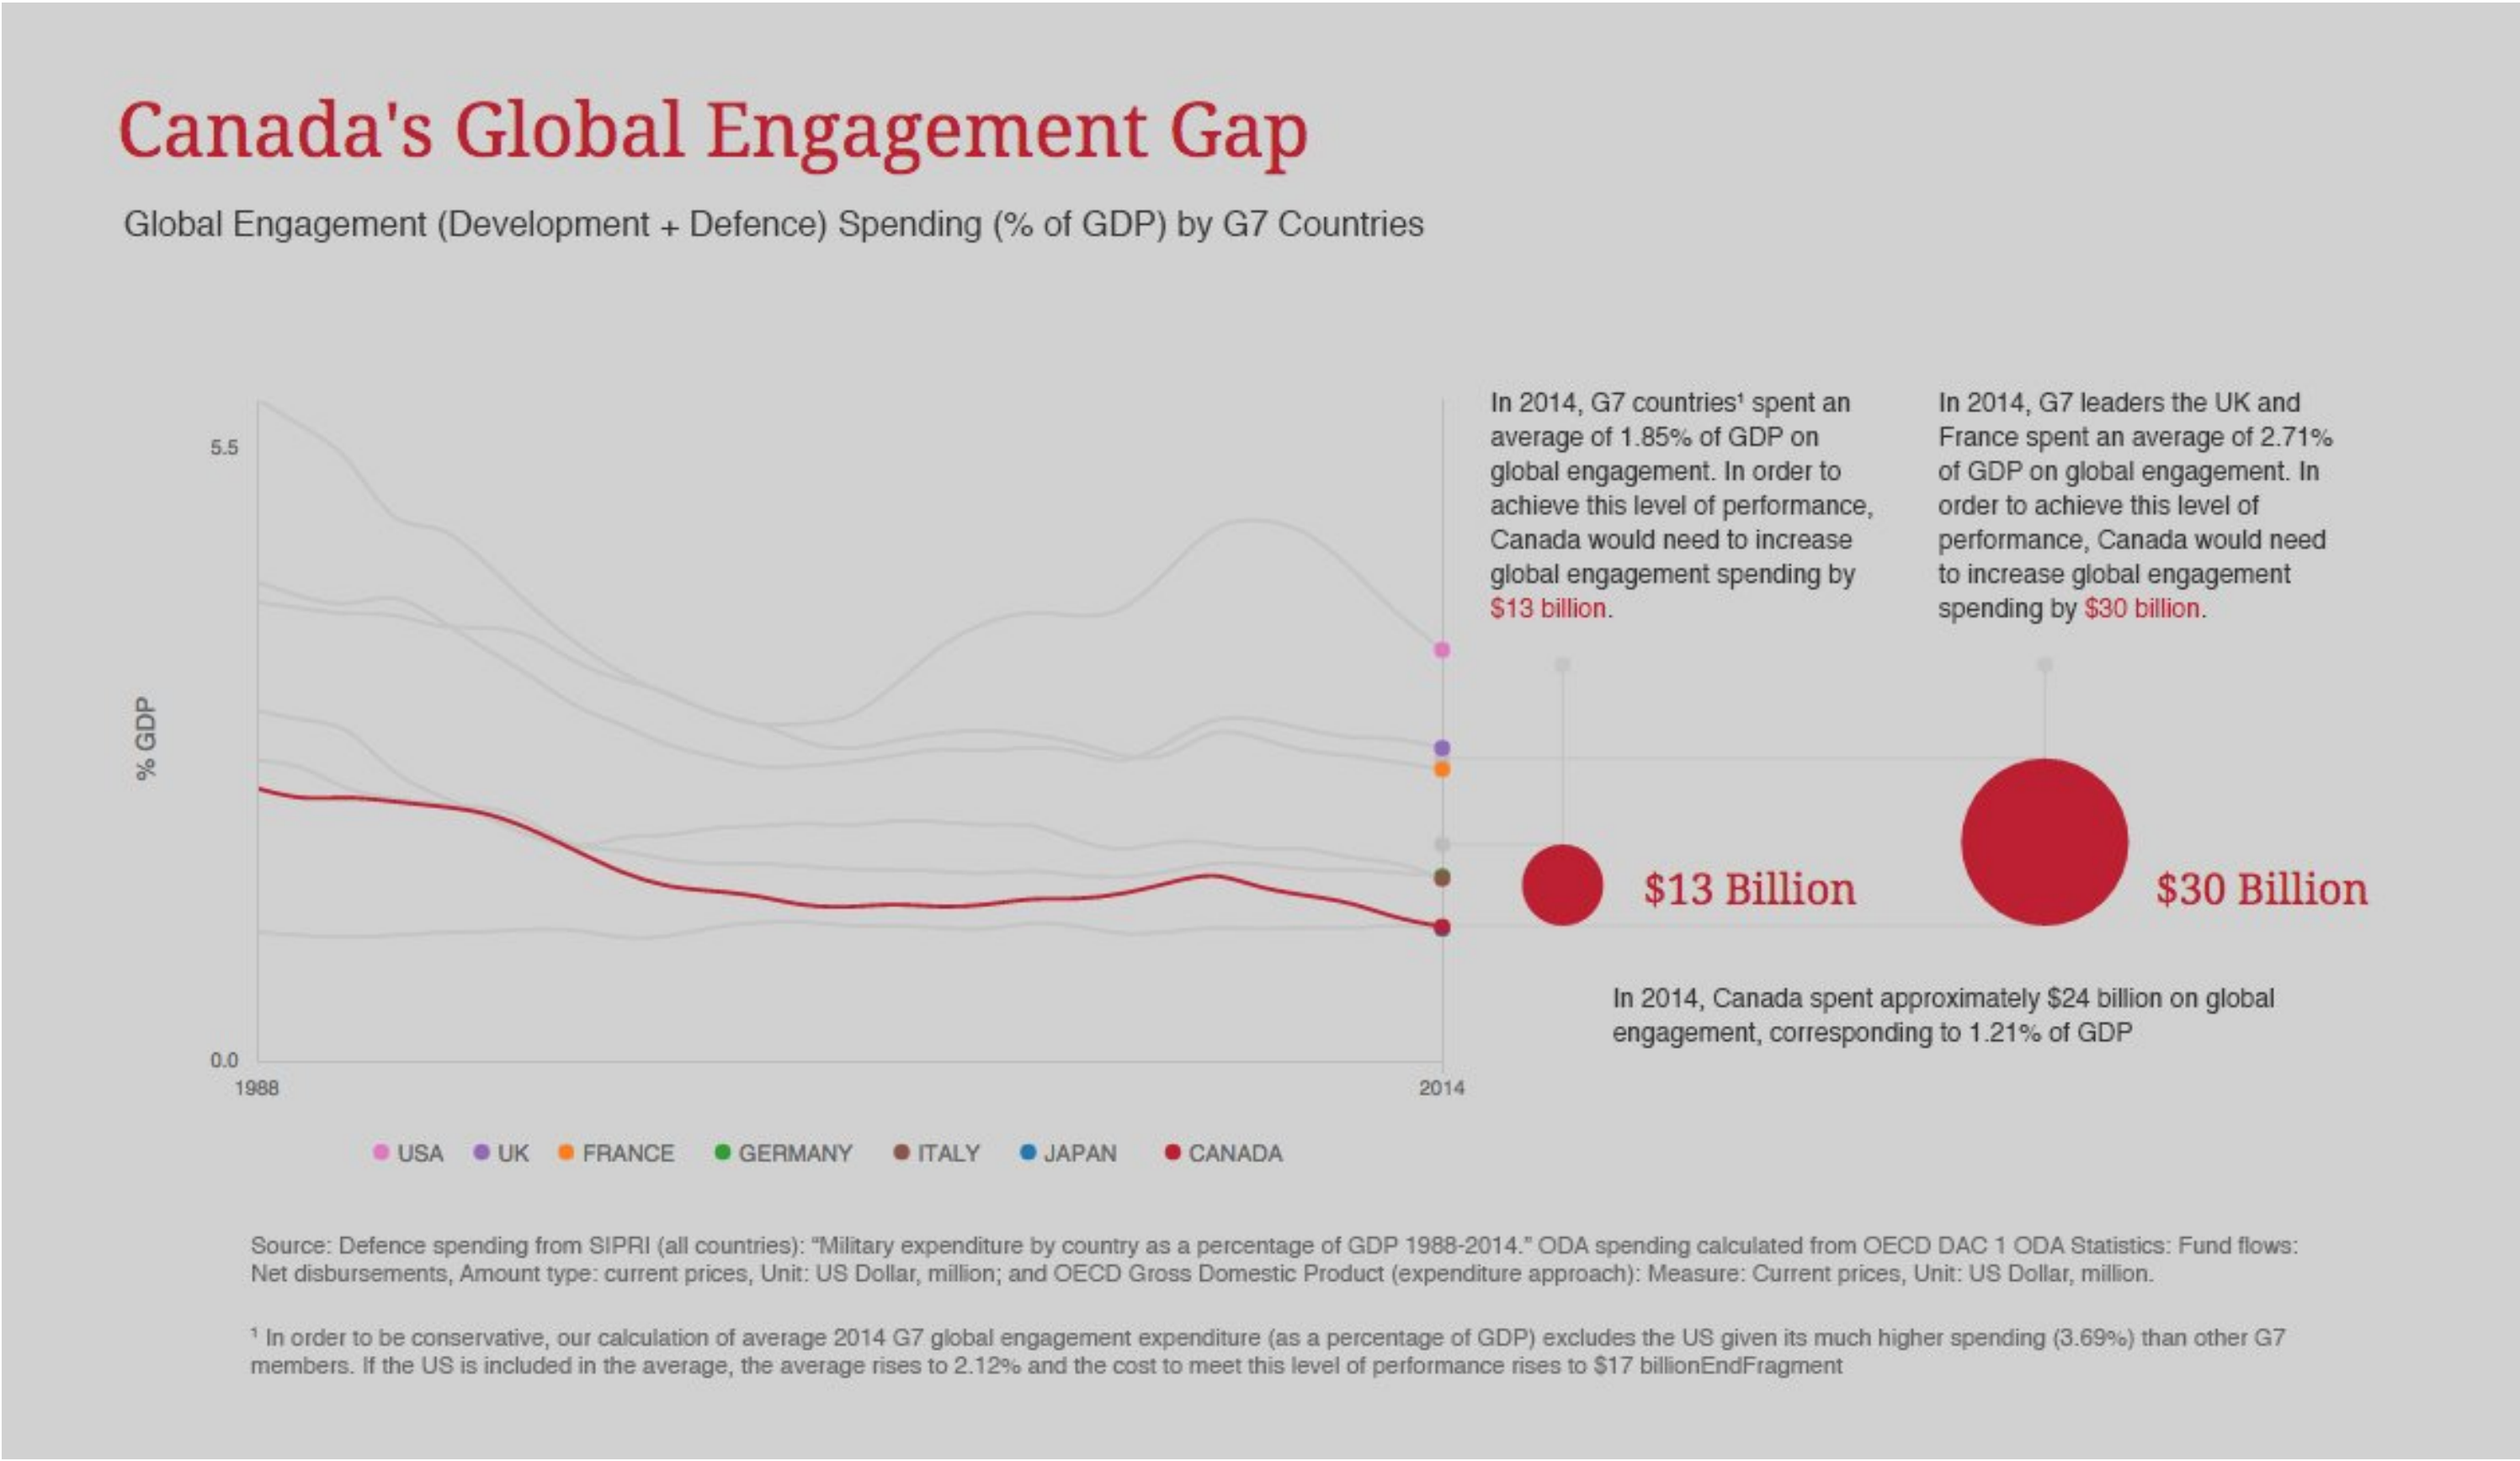 Canada's Global Engagement Gap
Global Engagement (Development + Defence) Spending (% of GDP) by G7 Countries
In 2014, G7 countries¹ spent an
average of 1.85% of GDP on
global engagement. In order to
achieve this level of performance,
Canada would need to increase
global engagement spending by
$13 billion.
In 2014, G7 leaders the UK and
France spent an average of 2.71%
of GDP on global engagement. In
order to achieve this level of
performance, Canada would need
to increase global engagement
spending by $30 billion.
5.5
% GDP
$13 Billion
$30 Billion
In 2014, Canada spent approximately $24 billion on global
engagement, corresponding to 1.21% of GDP
0.0
1988
2014
USA UK FRANCE GERMANY ITALY JAPAN CANADA
Source: Defence spending from SIPRI (all countries): “Military expenditure by country as a percentage of GDP 1988-2014.” ODA spending calculated from OECD DAC 1 ODA Statistics: Fund flows:
Net disbursements, Amount type: current prices, Unit: US Dollar, million; and OECD Gross Domestic Product (expenditure approach): Measure: Current prices, Unit: US Dollar, million.
¹ In order to be conservative, our calculation of average 2014 G7 global engagement expenditure (as a percentage of GDP) excludes the US given its much higher spending (3.69%) than other G7
members. If the US is included in the average, the average rises to 2.12% and the cost to meet this level of performance rises to $17 billionEndFragment